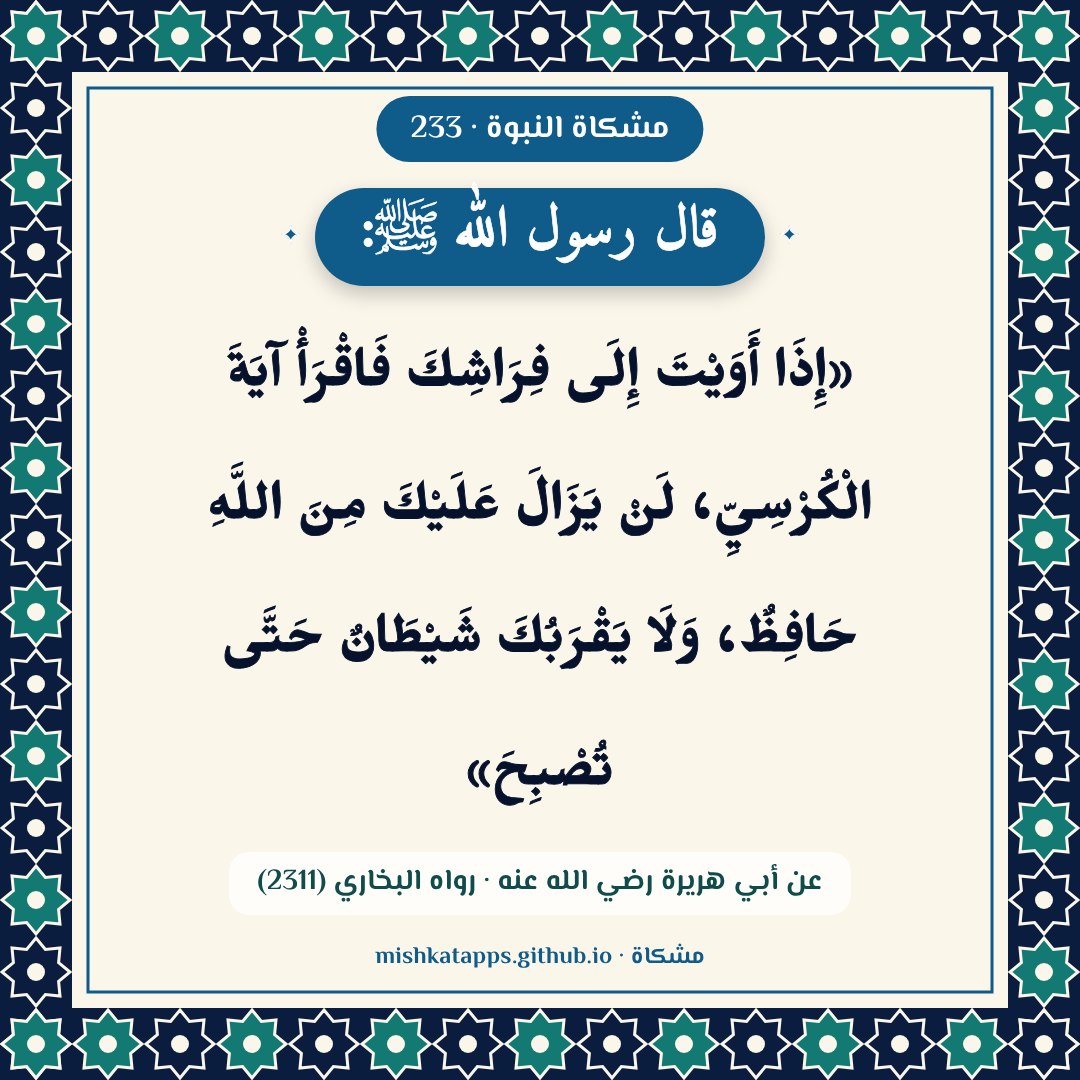 مشكاة النبوة · 233
قال رسول الله ﷺ:
«إِذَا أَوَيْتَ إِلَى فِرَاشِكَ فَاقْرَأْ آيَةَ
الْكُرْسِيِّ، لَنْ يَزَالَ عَلَيْكَ مِنَ اللَّهِ
حَافِظٌ، وَلَا يَقْرَبُكَ شَيْطَانٌ حَتَّى
تُصْبِحَ»
عن أبي هريرة رضي الله عنه · رواه البخاري (2311)
مشكاة · mishkatapps.github.io